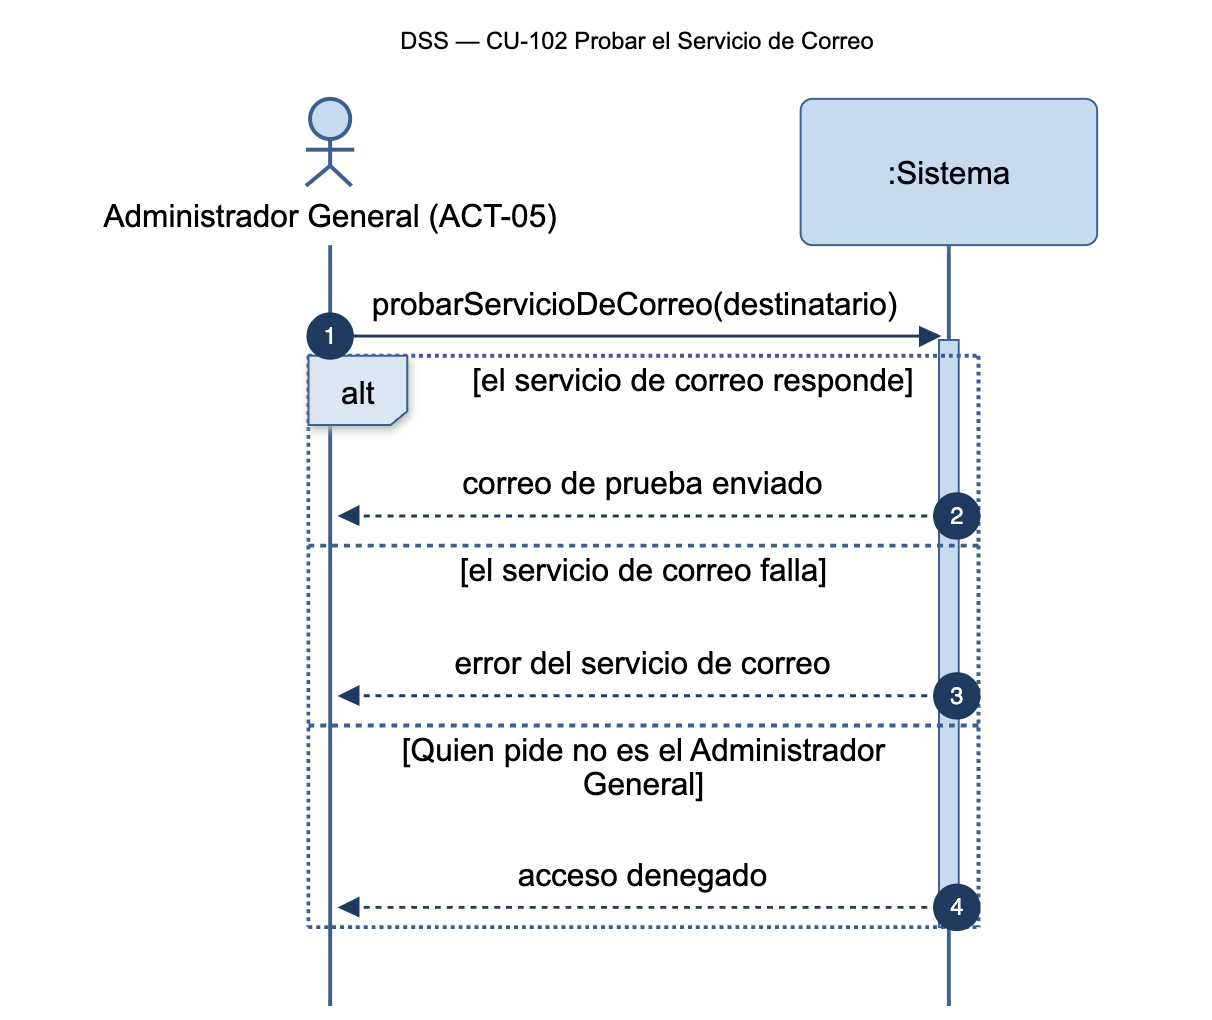 DSS — CU-102 Probar el Servicio de Correo
Administrador General (ACT-05)
:Sistema
probarServicioDeCorreo(destinatario)
1
alt
[el servicio de correo responde]
correo de prueba enviado
2
[el servicio de correo falla]
error del servicio de correo
3
[Quien pide no es el Administrador
General]
acceso denegado
4